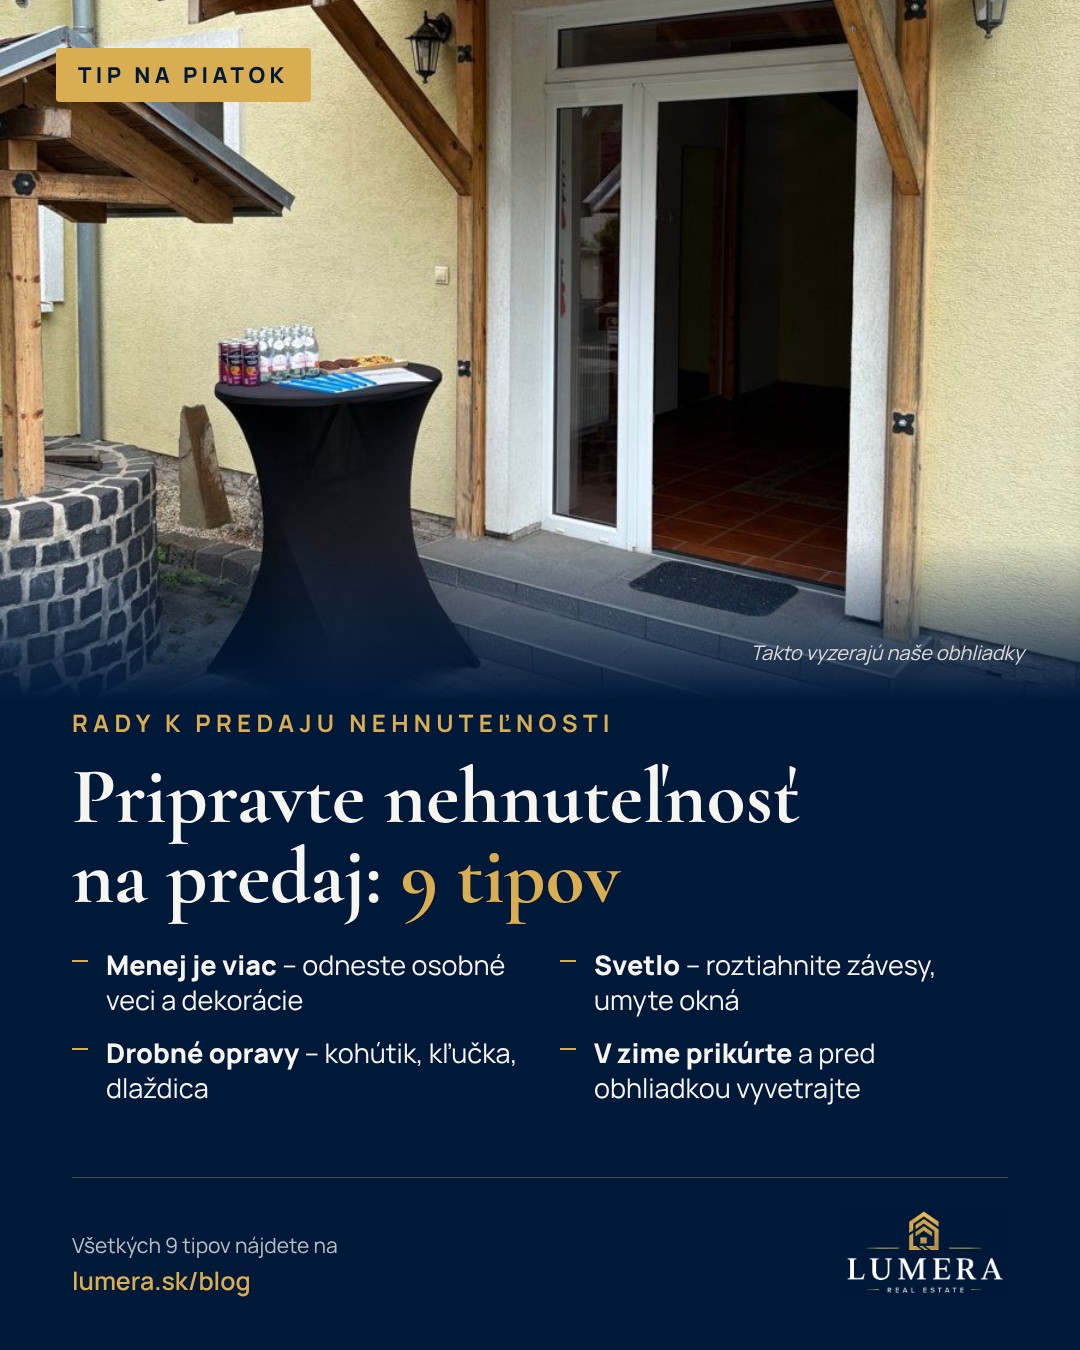 TIP NA PIATOK
Takto vyzerajú naše obhliadky
RADY K PREDAJU NEHNUTEĽNOSTI
Pripravte nehnuteľnosť
na predaj: 9 tipov
Menej je viac – odneste osobné
veci a dekorácie
Drobné opravy – kohútik, kľučka,
dlaždica
Svetlo – roztiahnite závesy,
umyte okná
V zime prikúrte a pred
obhliadkou vyvetrajte
Všetkých 9 tipov nájdete na
lumera.sk/blog
LUMERA
REAL ESTATE